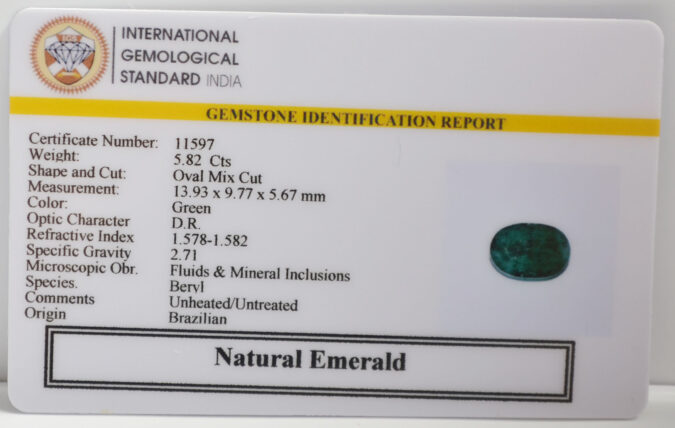 IGS
INTERNATIONAL
GEMOLOGICAL
STANDARD INDIA
GEMSTONE IDENTIFICATION REPORT
Certificate Number: 11597
Weight: 5.82 Cts
Shape and Cut: Oval Mix Cut
Measurement: 13.93 x 9.77 x 5.67 mm
Color: Green
Optic Character D.R.
Refractive Index 1.578-1.582
Specific Gravity 2.71
Microscopic Obr. Fluids & Mineral Inclusions
Species. Beryl
Comments Unheated/Untreated
Origin Brazilian
Natural Emerald